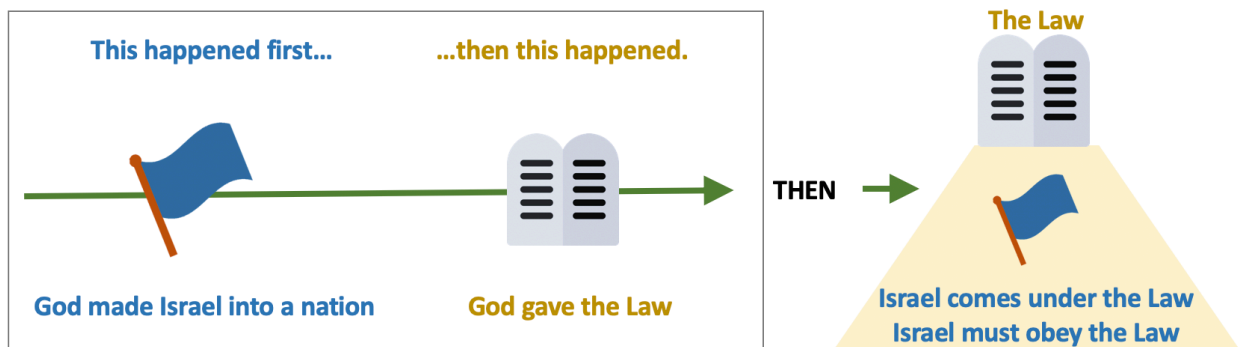 This happened first...
...then this happened.
God made Israel into a nation
God gave the Law
THEN
The Law
Israel comes under the Law
Israel must obey the Law